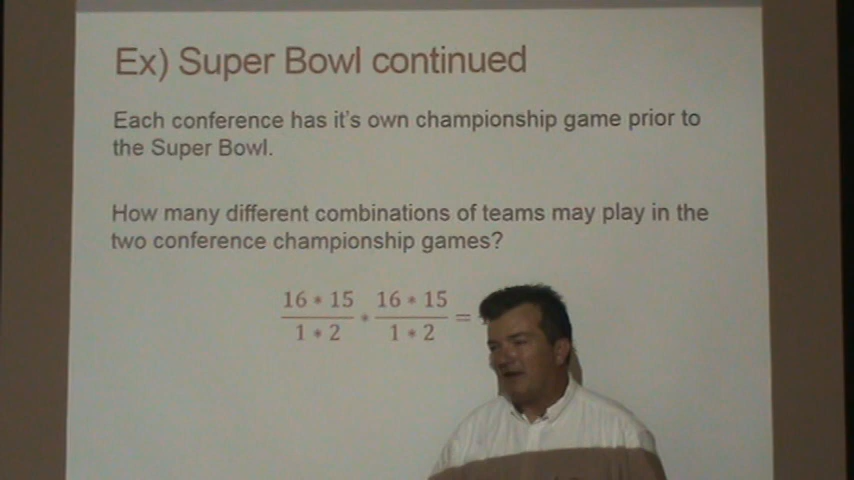 Ex) Super Bowl continued
Each conference has it's own championship game prior to
the Super Bowl.
How many different combinations of teams may play in the
two conference championship games?
16 * 15 / 1 * 2 * 16 * 15 / 1 * 2 =